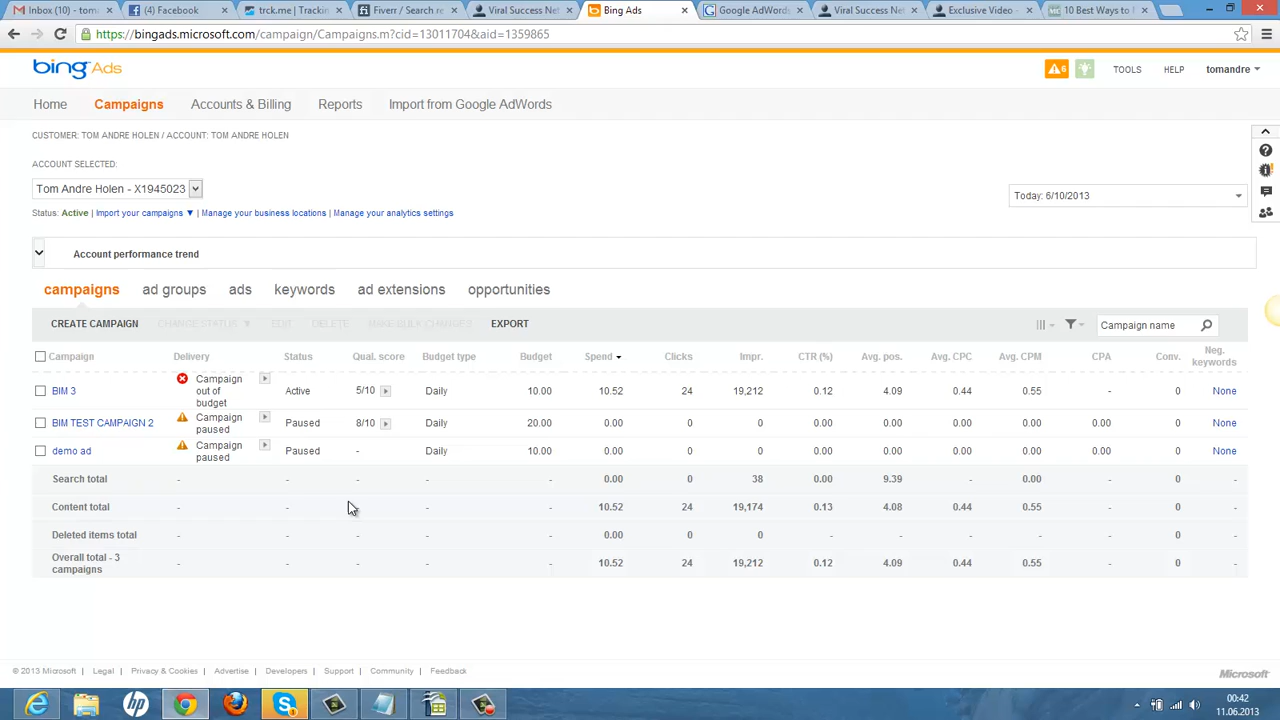 Inbox (7) - toma
(4) Facebook
trck.me | Trackin
Fiverr / Search re
Viral Success Net
Bing Ads
Google AdWords
Viral Success Net
Exclusive Video -
10 Best Ways to I
https://bingads.microsoft.com/campaign/Campaigns.m?cid=13011704&aid=1359865
bing Ads
6
TOOLS
HELP
tomandre
Home
Campaigns
Accounts & Billing
Reports
Import from Google AdWords
CUSTOMER: TOM ANDRE HOLEN / ACCOUNT: TOM ANDRE HOLEN
ACCOUNT SELECTED:
Tom Andre Holen - X1945023
Today: 6/10/2013
Status: Active | Import your campaigns | Manage your business locations | Manage your analytics settings
Account performance trend
campaigns ad groups ads keywords ad extensions opportunities
CREATE CAMPAIGN CHANGE STATUS EDIT DELETE MAKE BULK CHANGES EXPORT
Campaign name
Campaign Delivery Status Qual. score Budget type Budget Spend Clicks Impr. CTR (%) Avg. pos. Avg. CPC Avg. CPM CPA Conv. Neg. keywords
BIM 3 Campaign out of budget Active 5/10 Daily 10.00 10.52 24 19,212 0.12 4.09 0.44 0.55 - 0 None
BIM TEST CAMPAIGN 2 Campaign paused Paused 8/10 Daily 20.00 0.00 0 0 0.00 0.00 0.00 0.00 0.00 0 None
demo ad Campaign paused Paused - Daily 10.00 0.00 0 0 0.00 0.00 0.00 0.00 0.00 0 None
Search total - - - - - 0.00 0 38 0.00 9.39 - 0.00 - 0 -
Content total - - - - - 10.52 24 19,174 0.13 4.08 0.44 0.55 - 0 -
Deleted items total - - - - - 0.00 0 0 - - - - - 0 -
Overall total - 3 campaigns - - - - - 10.52 24 19,212 0.12 4.09 0.44 0.55 - 0 -
© 2013 Microsoft | Legal | Privacy & Cookies | Advertise | Developers | Support | Community | Feedback
Microsoft
00:42
11.06.2013